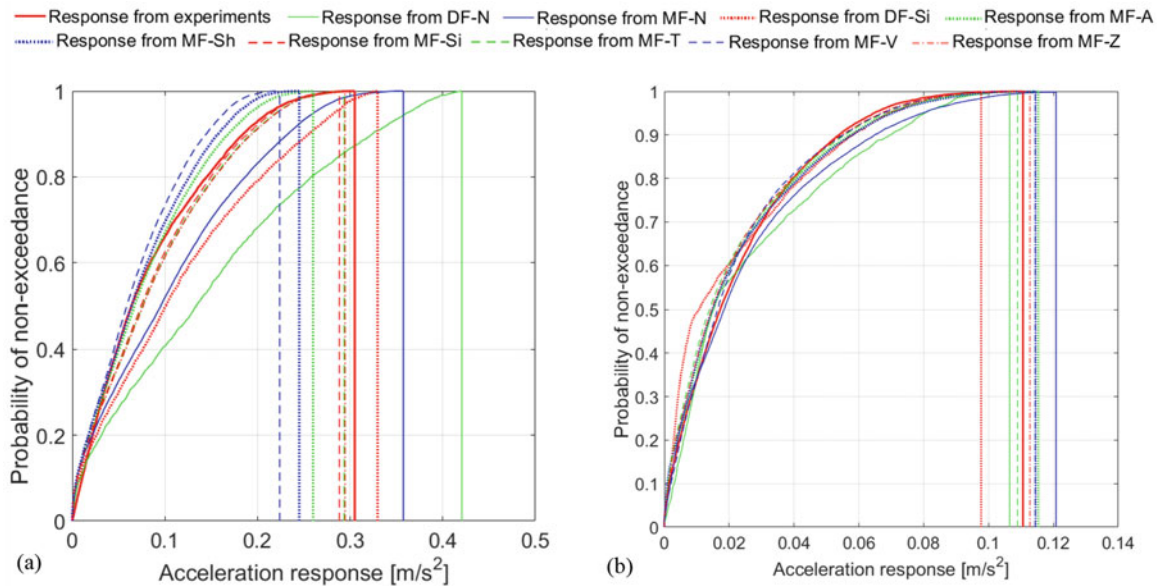 Response from experiments Response from DF-N Response from MF-N Response from DF-Si Response from MF-A
Response from MF-Sh Response from MF-Si Response from MF-T Response from MF-V Response from MF-Z
Probability of non-exceedance
1
0.8
0.6
0.4
0.2
0
0 0.1 0.2 0.3 0.4 0.5
(a)
Acceleration response [m/s²]
Probability of non-exceedance
1
0.9
0.8
0.7
0.6
0.5
0.4
0.3
0.2
0.1
0
0 0.02 0.04 0.06 0.08 0.1 0.12 0.14
(b)
Acceleration response [m/s²]